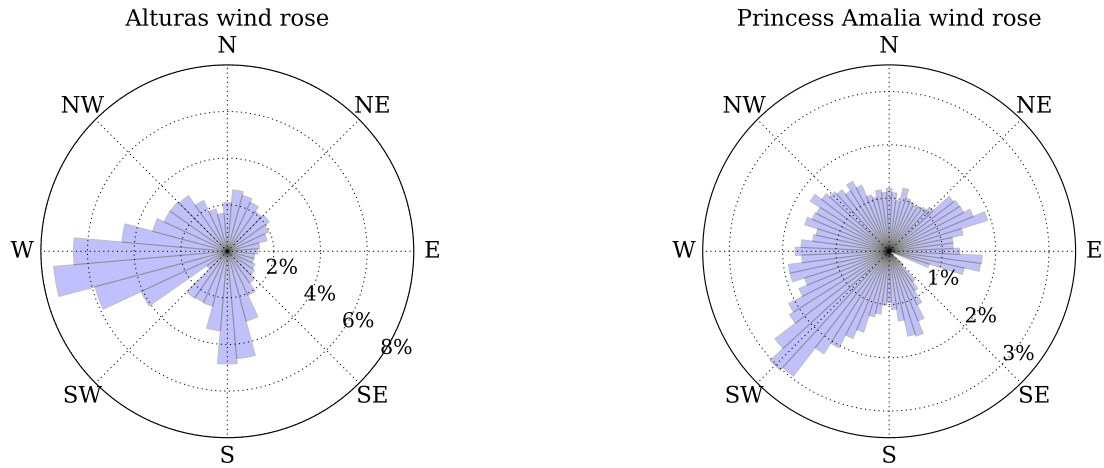 Alturas wind rose
N
NW
NE
W
E
2%
4%
6%
8%
SW
SE
S
Princess Amalia wind rose
N
NW
NE
W
E
1%
2%
3%
SW
SE
S